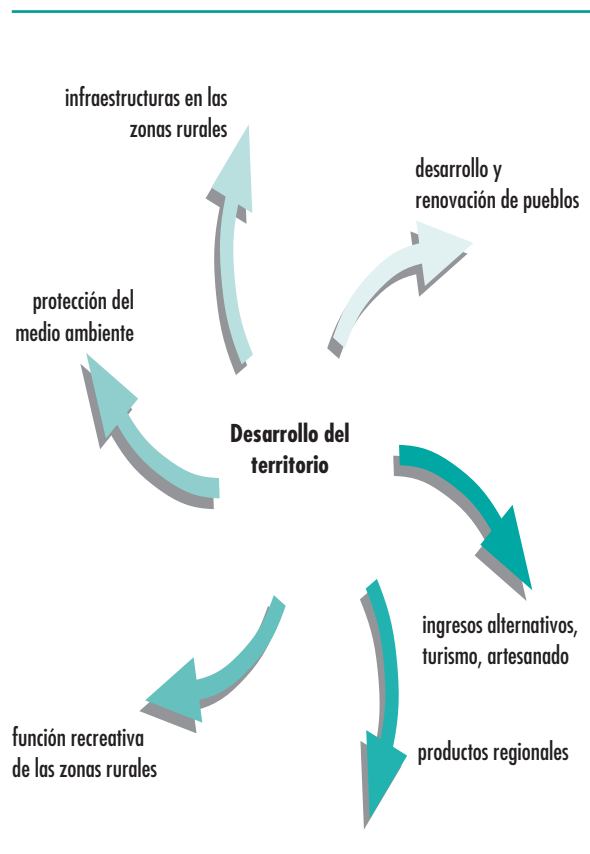 infraestructuras en las
zonas rurales
desarrollo y
renovación de pueblos
protección del
medio ambiente
Desarrollo del
territorio
ingresos alternativos,
turismo, artesanado
función recreativa
de las zonas rurales
productos regionales